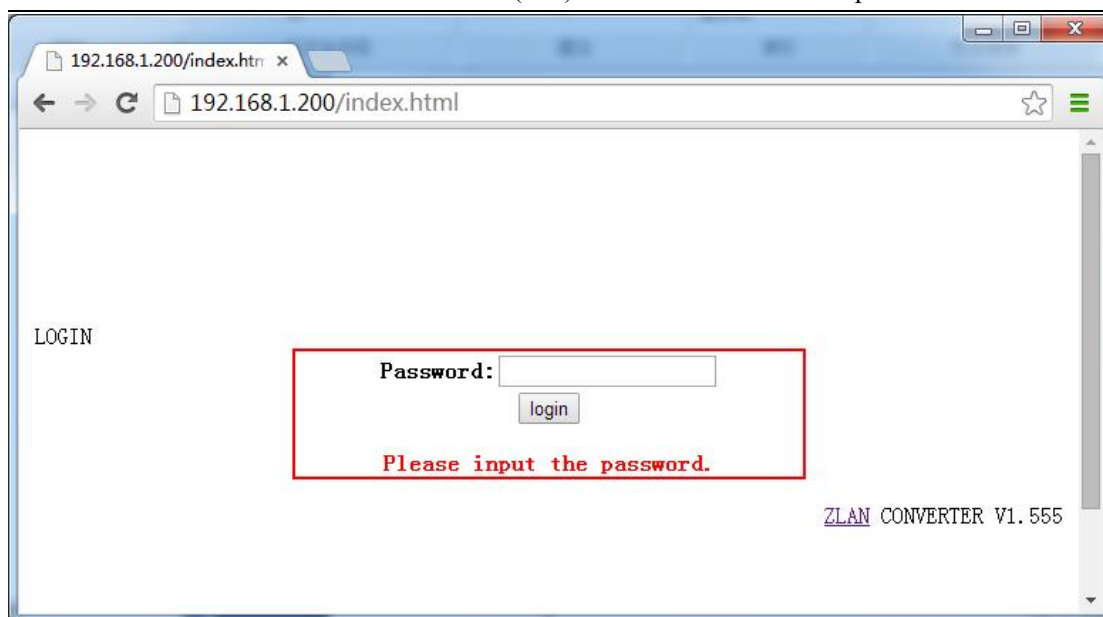 192.168.1.200/index.htm
192.168.1.200/index.html
LOGIN
Password:
login
Please input the password.
ZLAN CONVERTER V1.555